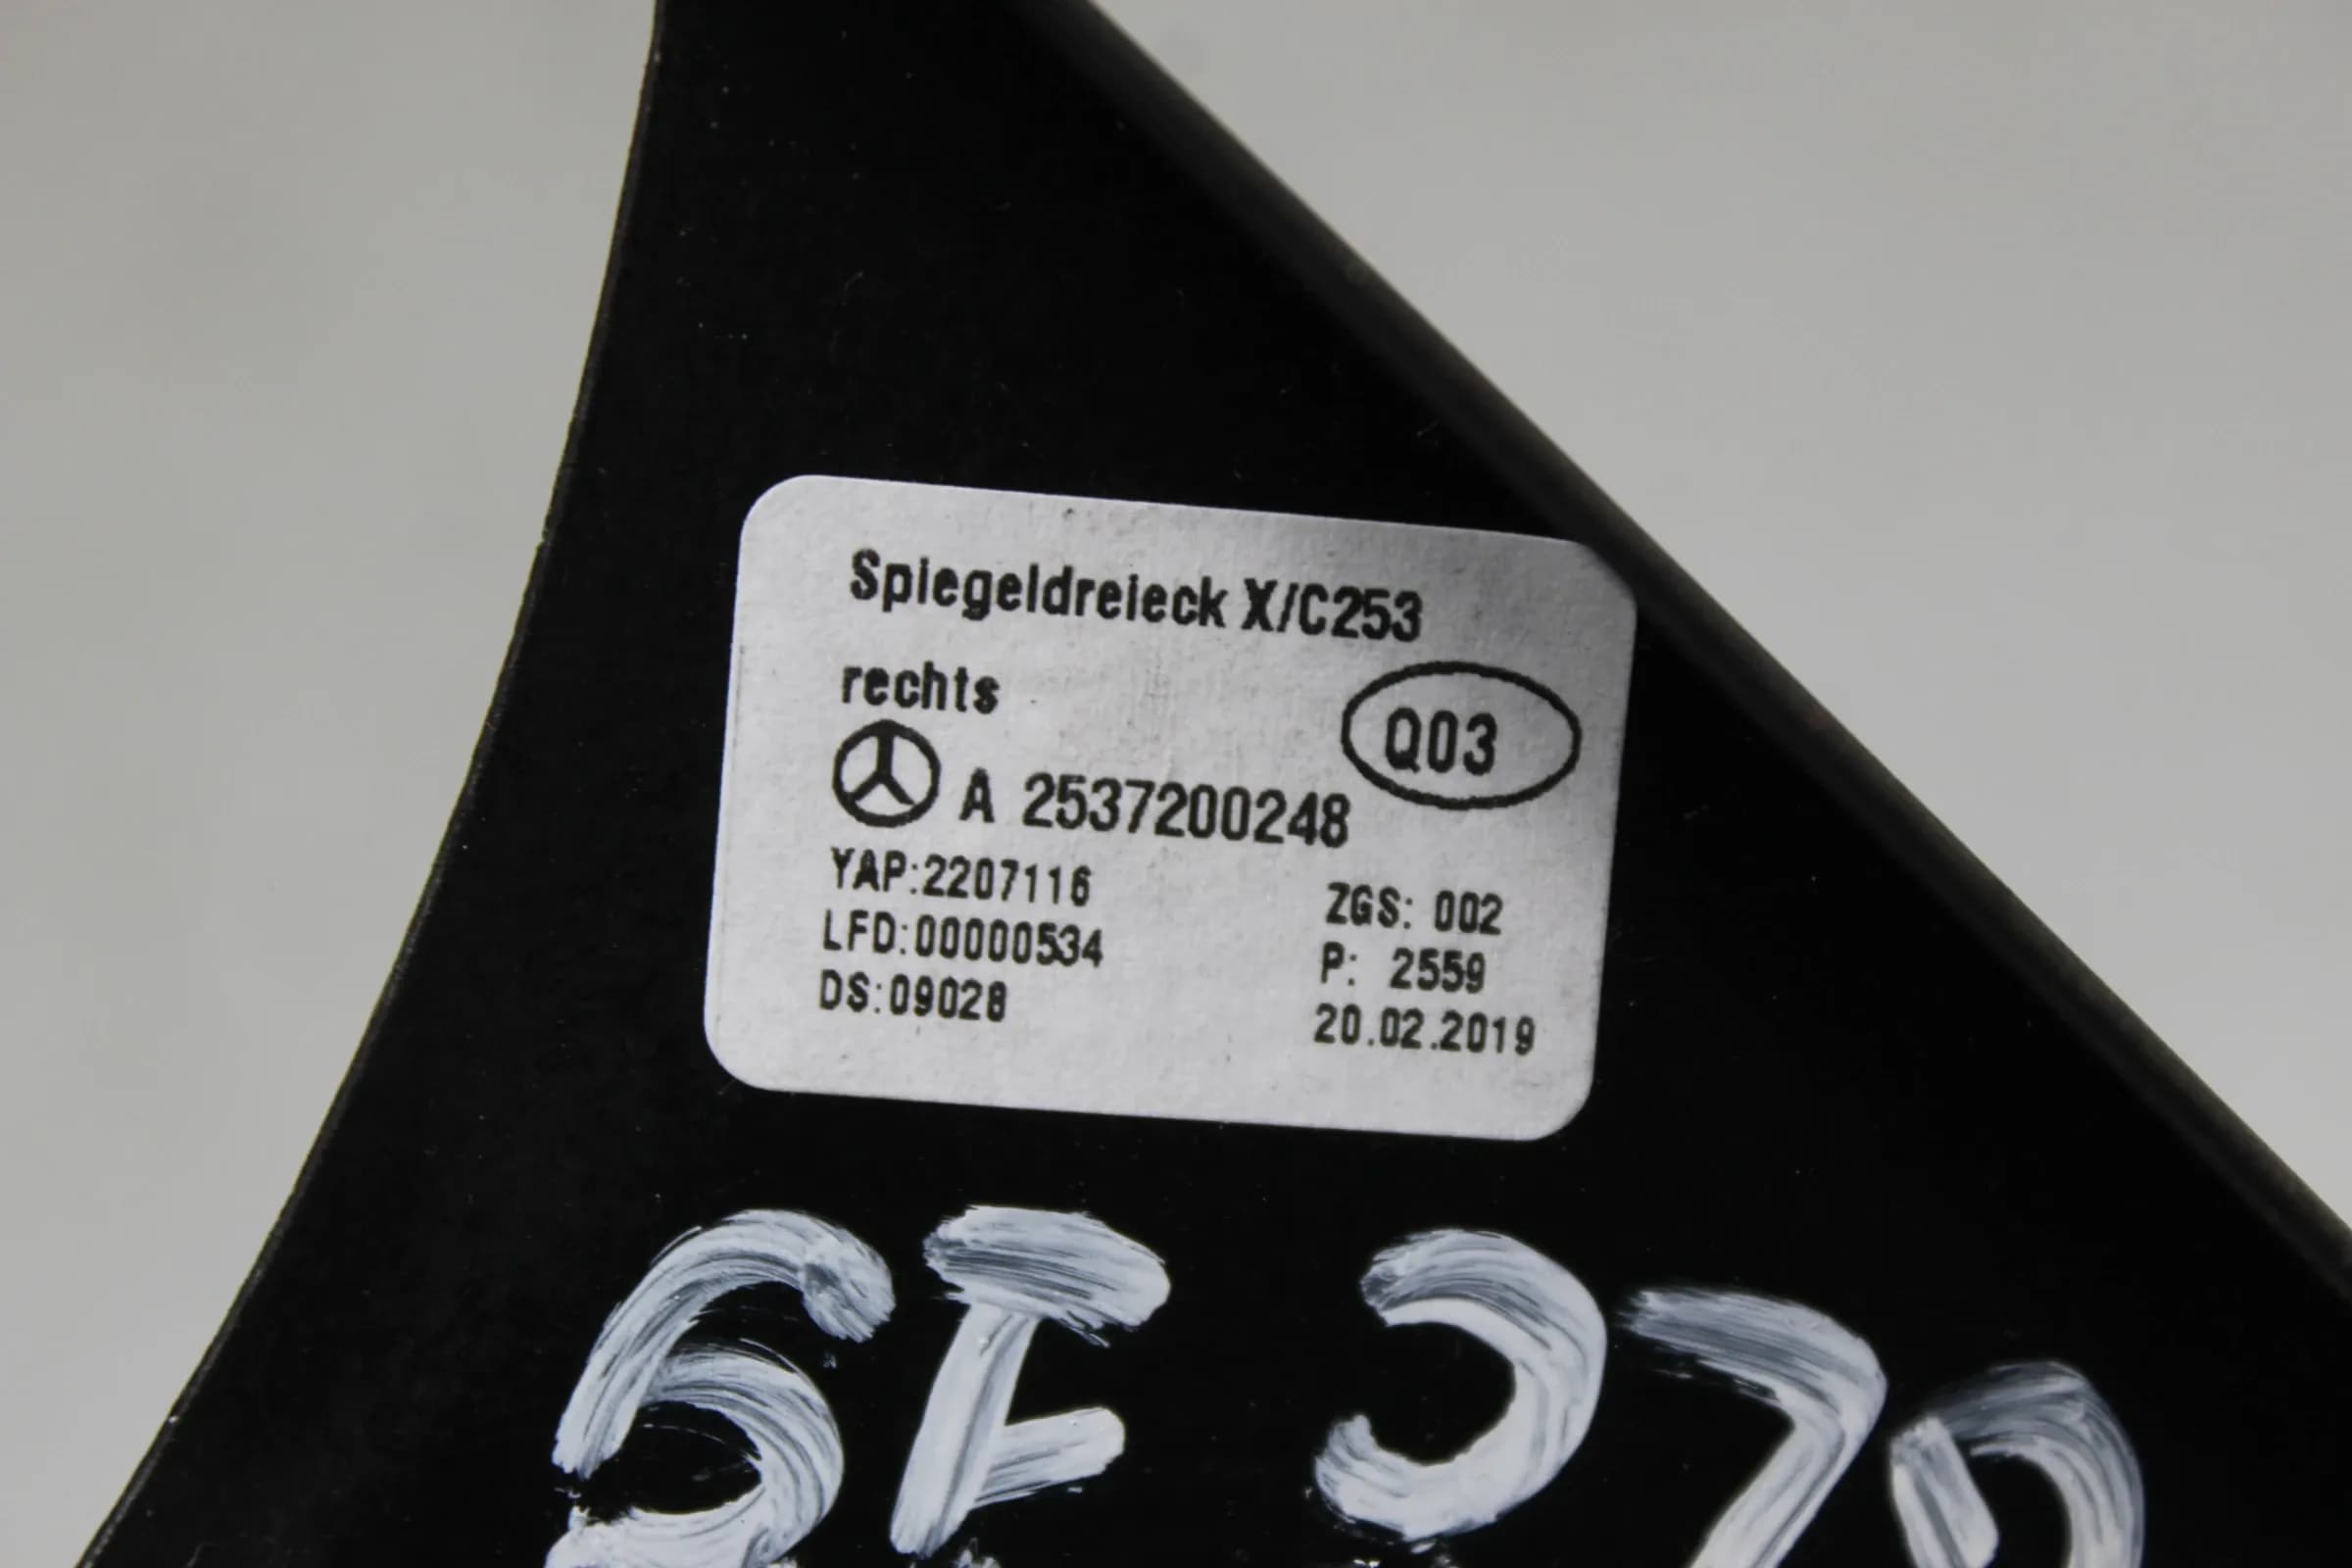 Spiegeldreieck X/C253
rechts
Q03
A 2537200248
YAP:2207116
ZGS: 002
LFD:00000534
P: 2559
DS:09028
20.02.2019